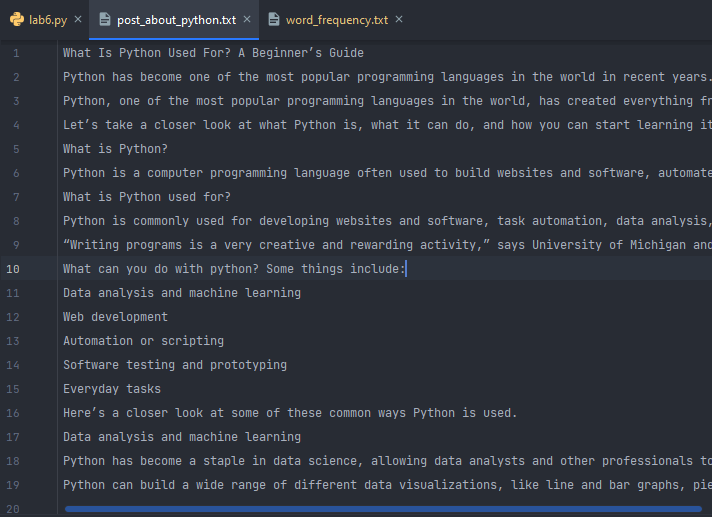 lab6.py × post_about_python.txt × word_frequency.txt ×
1 What Is Python Used For? A Beginner’s Guide
2 Python has become one of the most popular programming languages in the world in recent years.
3 Python, one of the most popular programming languages in the world, has created everything fr
4 Let’s take a closer look at what Python is, what it can do, and how you can start learning it
5 What is Python?
6 Python is a computer programming language often used to build websites and software, automate
7 What is Python used for?
8 Python is commonly used for developing websites and software, task automation, data analysis,
9 “Writing programs is a very creative and rewarding activity,” says University of Michigan and
10 What can you do with python? Some things include:
11 Data analysis and machine learning
12 Web development
13 Automation or scripting
14 Software testing and prototyping
15 Everyday tasks
16 Here’s a closer look at some of these common ways Python is used.
17 Data analysis and machine learning
18 Python has become a staple in data science, allowing data analysts and other professionals to
19 Python can build a wide range of different data visualizations, like line and bar graphs, pie
20